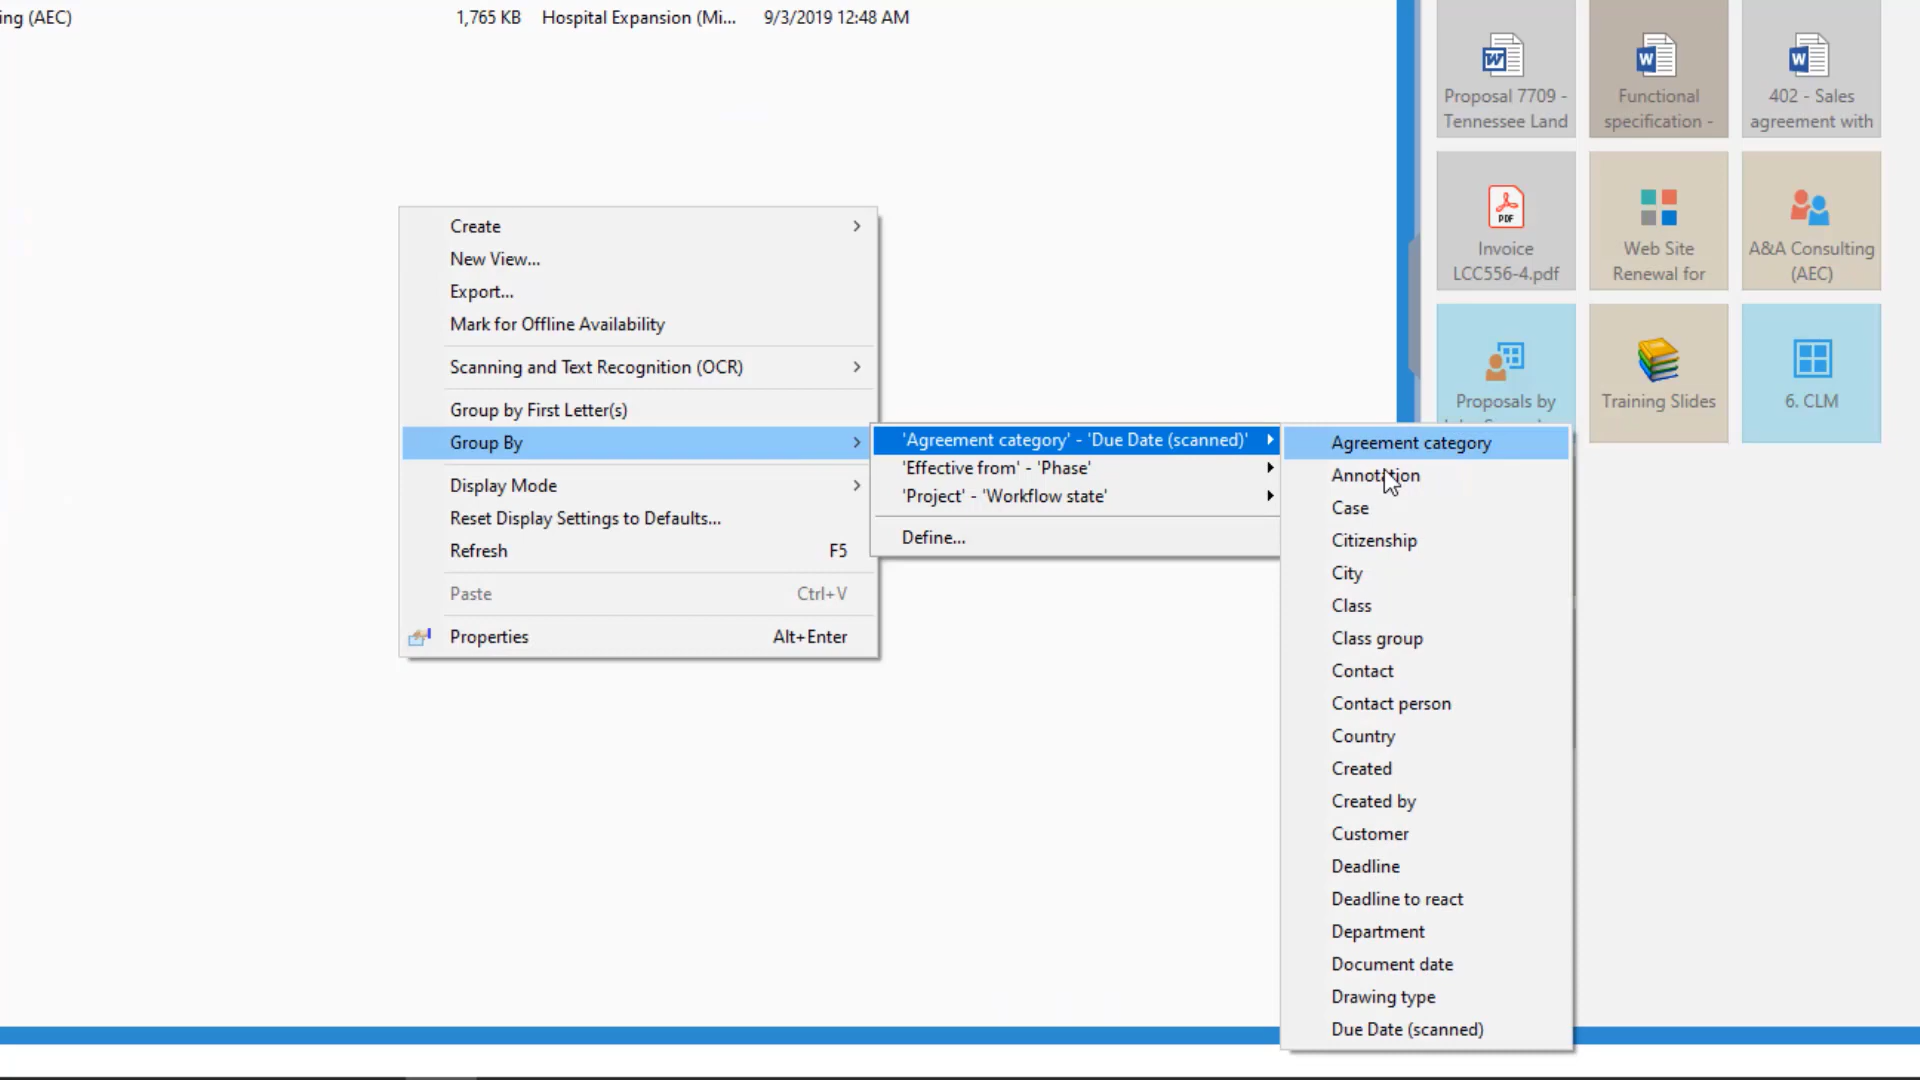 ing (AEC) 1,765 KB Hospital Expansion (Mi... 9/3/2019 12:48 AM
Proposal 7709 -
Tennessee Land
Functional
specification -
402 - Sales
agreement with
Invoice
LCC556-4.pdf
Web Site
Renewal for
A&A Consulting
(AEC)
Proposals by
Training Slides
6. CLM
Create
New View...
Export...
Mark for Offline Availability
Scanning and Text Recognition (OCR)
Group by First Letter(s)
Group By
Display Mode
Reset Display Settings to Defaults...
Refresh F5
Paste Ctrl+V
Properties Alt+Enter
'Agreement category' - 'Due Date (scanned)'
'Effective from' - 'Phase'
'Project' - 'Workflow state'
Define...
Agreement category
Annotation
Case
Citizenship
City
Class
Class group
Contact
Contact person
Country
Created
Created by
Customer
Deadline
Deadline to react
Department
Document date
Drawing type
Due Date (scanned)